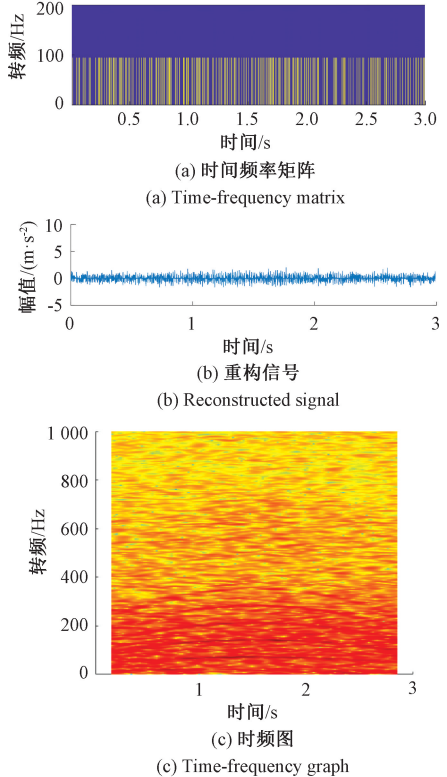 200
100
0
转频/Hz
0.5 1.0 1.5 2.0 2.5 3.0
时间/s
(a) 时间频率矩阵
(a) Time-frequency matrix
10
5
0
-5
幅值/(m·s⁻²)
0 1 2 3
时间/s
(b) 重构信号
(b) Reconstructed signal
1 000
800
600
400
200
0
转频/Hz
1 2 3
时间/s
(c) 时频图
(c) Time-frequency graph